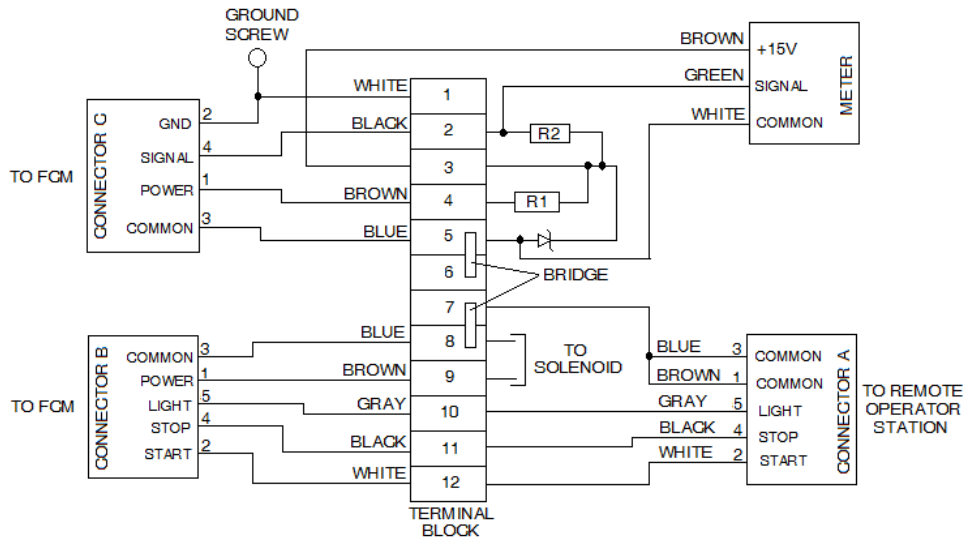 GROUND
SCREW
BROWN
+15V
GREEN
SIGNAL
WHITE
COMMON
METER
WHITE
1
BLACK
2
R2
3
BROWN
4
R1
BLUE
5
6
BRIDGE
TO FCM
CONNECTOR C
GND 2
SIGNAL 4
POWER 1
COMMON 3
7
BLUE
8
TO
SOLENOID
BROWN
9
GRAY
10
BLACK
11
WHITE
12
TERMINAL
BLOCK
TO FCM
CONNECTOR B
COMMON 3
POWER 1
LIGHT 5
STOP 4
START 2
BLUE 3 COMMON
BROWN 1 COMMON
GRAY 5 LIGHT
BLACK 4 STOP
WHITE 2 START
CONNECTOR A
TO REMOTE
OPERATOR
STATION